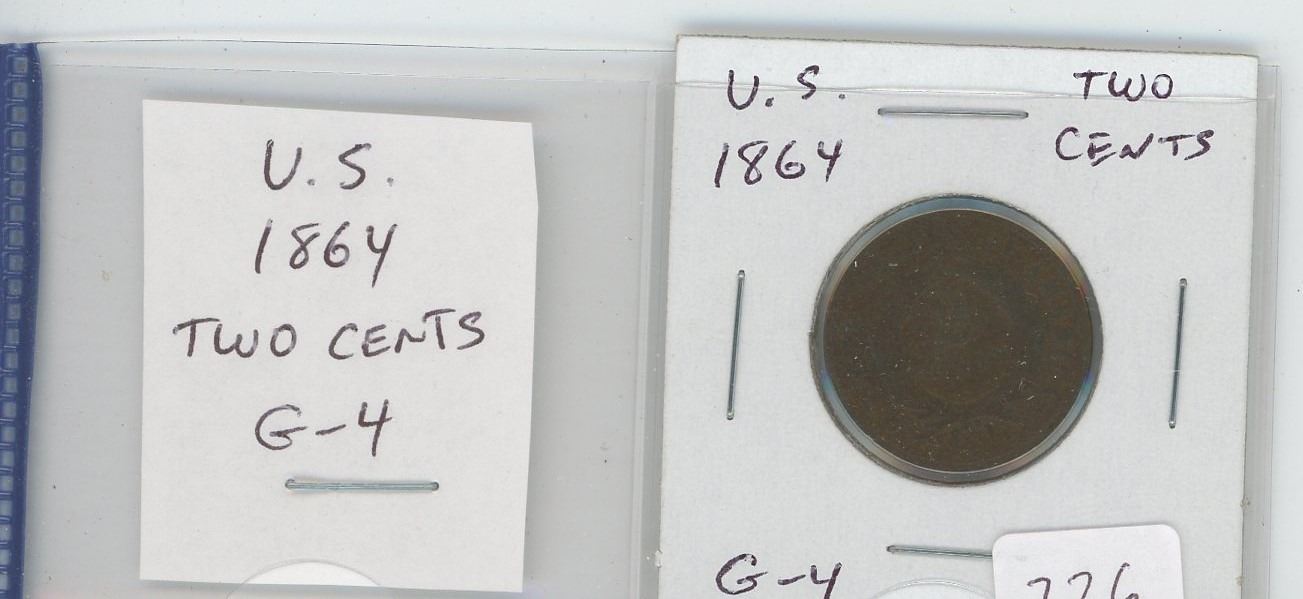 U.S.
1864
TWO CENTS
G-4
U.S. TWO
1864 CENTS
G-4